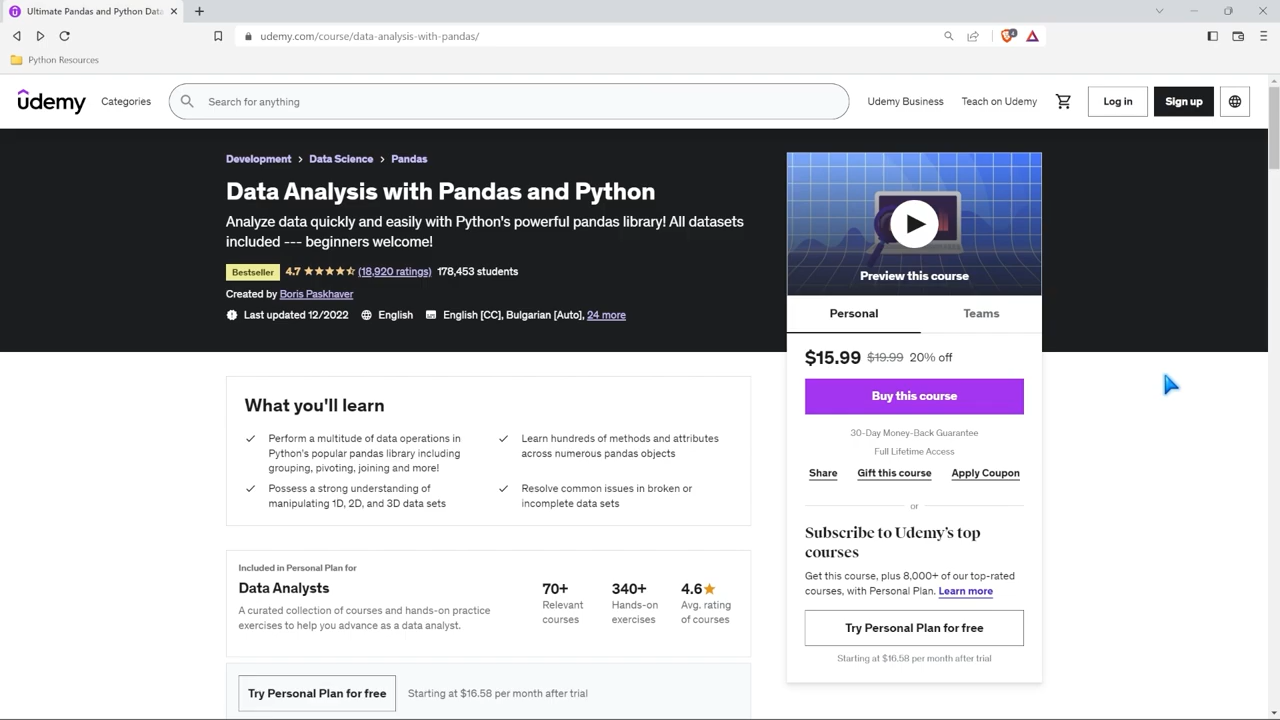 Ultimate Pandas and Python Data
udemy.com/course/data-analysis-with-pandas/
4
Python Resources
udemy
Categories
Search for anything
Udemy Business
Teach on Udemy
Log in
Sign up
Development > Data Science > Pandas
Data Analysis with Pandas and Python
Analyze data quickly and easily with Python's powerful pandas library! All datasets
included --- beginners welcome!
Bestseller 4.7 (18,920 ratings) 178,453 students
Created by Boris Paskhaver
Last updated 12/2022 English English [CC], Bulgarian [Auto], 24 more
Preview this course
Personal
Teams
$15.99 $19.99 20% off
Buy this course
30-Day Money-Back Guarantee
Full Lifetime Access
Share Gift this course Apply Coupon
or
Subscribe to Udemy's top
courses
Get this course, plus 8,000+ of our top-rated
courses, with Personal Plan. Learn more
Try Personal Plan for free
Starting at $16.58 per month after trial
What you'll learn
Perform a multitude of data operations in
Python's popular pandas library including
grouping, pivoting, joining and more!
Learn hundreds of methods and attributes
across numerous pandas objects
Possess a strong understanding of
manipulating 1D, 2D, and 3D data sets
Resolve common issues in broken or
incomplete data sets
Included in Personal Plan for
Data Analysts
A curated collection of courses and hands-on practice
exercises to help you advance as a data analyst.
70+
Relevant
courses
340+
Hands-on
exercises
4.6
Avg. rating
of courses
Try Personal Plan for free
Starting at $16.58 per month after trial